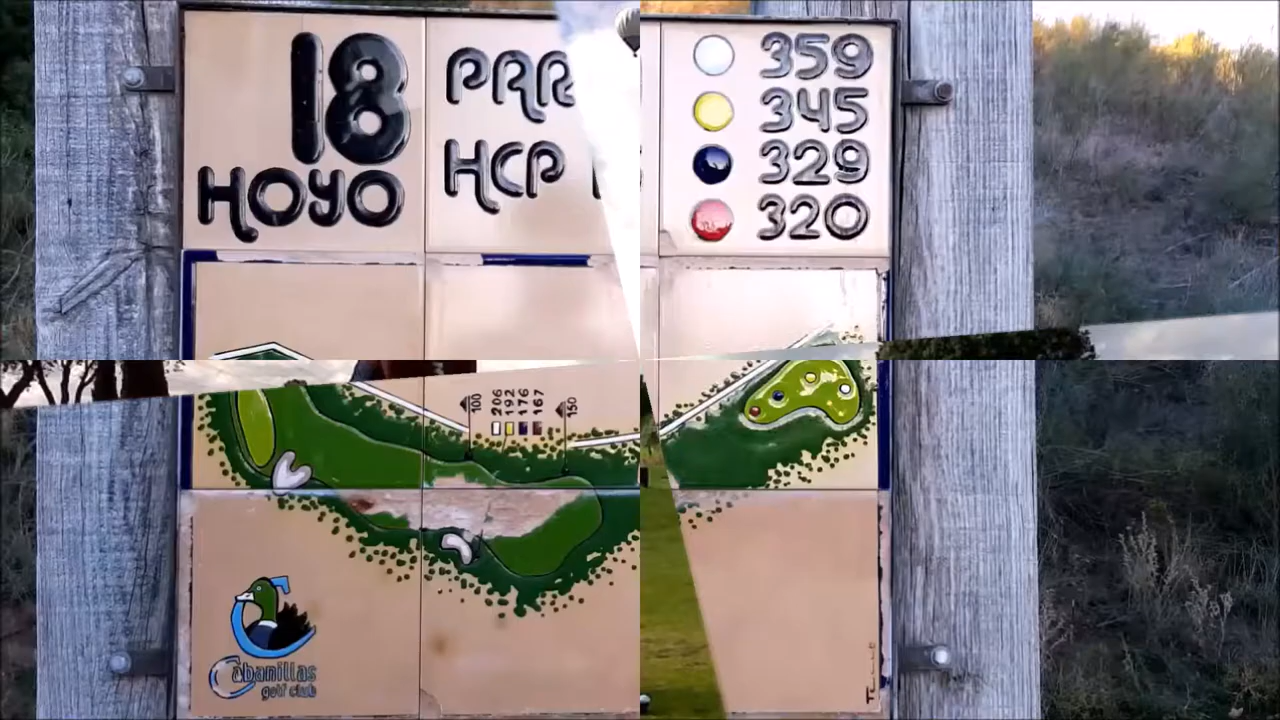 18
HOYO
PAR
HCP
359
345
329
320
100
206
192
176
167
150
Cabanillas
golf club